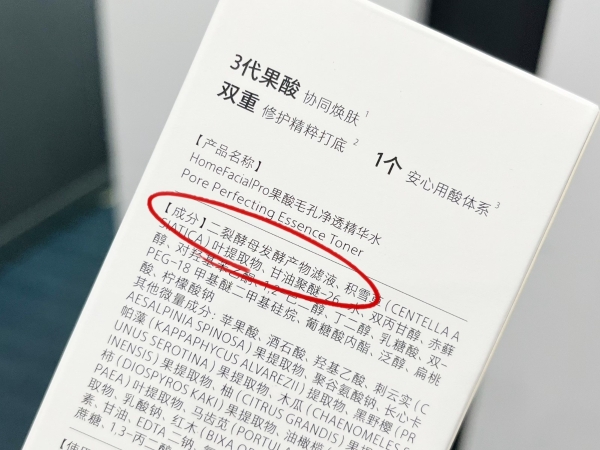 3代果酸 协同焕肤 1
双重 修护精粹打底 2
1个 安心用酸体系 3
【产品名称】
HomeFacialPro果酸毛孔净透精华水
Pore Perfecting Essence Toner
【成分】二裂酵母发酵产物滤液、积雪草(CENTELLA A
SIATICA)叶提取物、甘油聚醚-26、水、双丙甘醇、赤藓
醇、对羟基苯乙酮、1,2-己二醇、丁二醇、乳糖酸、双-
PEG-18 甲基醚二甲基硅烷、葡糖酸内酯、泛醇、扁桃
酸、柠檬酸钠
其他微量成分：苹果酸、酒石酸、羟基乙酸、刺云实(C
AESALPINIA SPINOSA)果提取物、聚谷氨酸钠、长心卡
帕藻(KAPPAPHYCUS ALVAREZII)提取物、黑野樱(PR
UNUS SEROTINA)果提取物、木瓜(CHAENOMELES
INENSIS)果提取物、柚(CITRUS GRANDIS)果提取物、
柿(DIOSPYROS KAKI)果提取物、油橄榄
PAEA)叶提取物、马齿苋(PORTULA
取物、乳酸钠、红木(BIXA OR
素、甘油、EDTA 二钠、
蔗糖、1,3-丙二醇